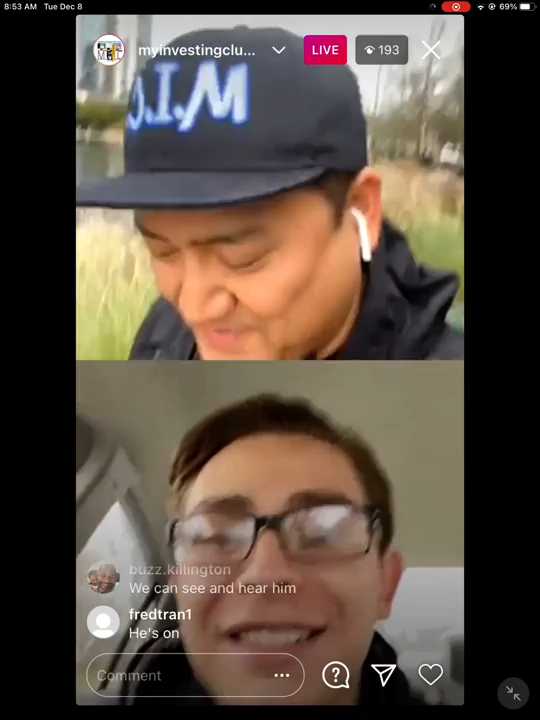 8:53 AM Tue Dec 8
69%
myinvestingclu...
LIVE
193
M.I.
buzz.killington
We can see and hear him
fredtran1
He's on
Comment